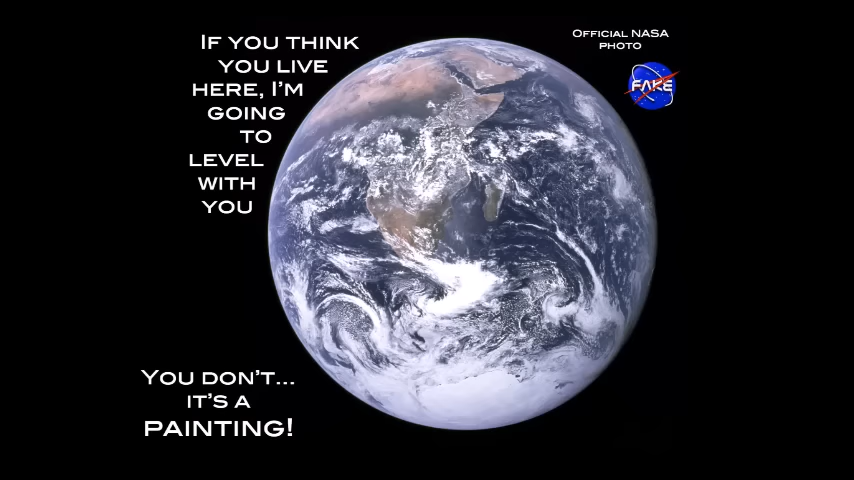 If you think
you live
here, I'm
going
to
level
with
you
Official NASA
photo
FAKE
You don't...
it's a
painting!